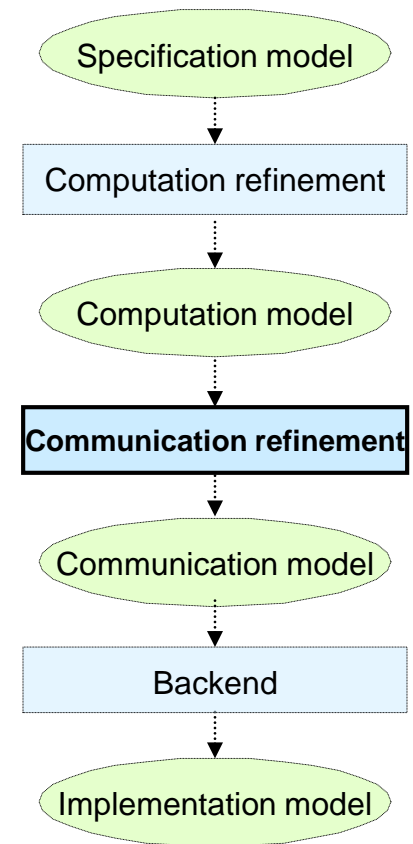 Specification model
Computation refinement
Computation model
Communication refinement
Communication model
Backend
Implementation model